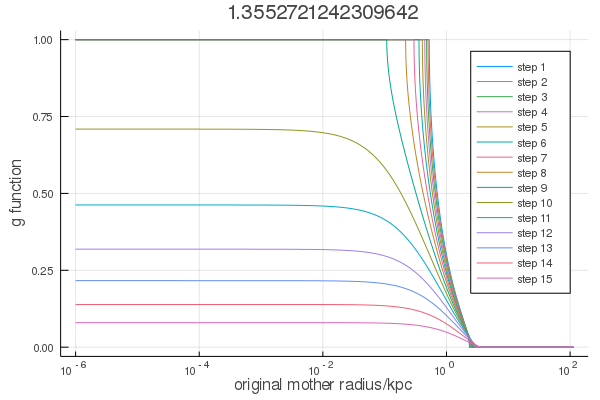 1.3552721242309642
1.00
0.75
0.50
0.25
0.00
g function
10^-6
10^-4
10^-2
10^0
10^2
original mother radius/kpc
step 1
step 2
step 3
step 4
step 5
step 6
step 7
step 8
step 9
step 10
step 11
step 12
step 13
step 14
step 15